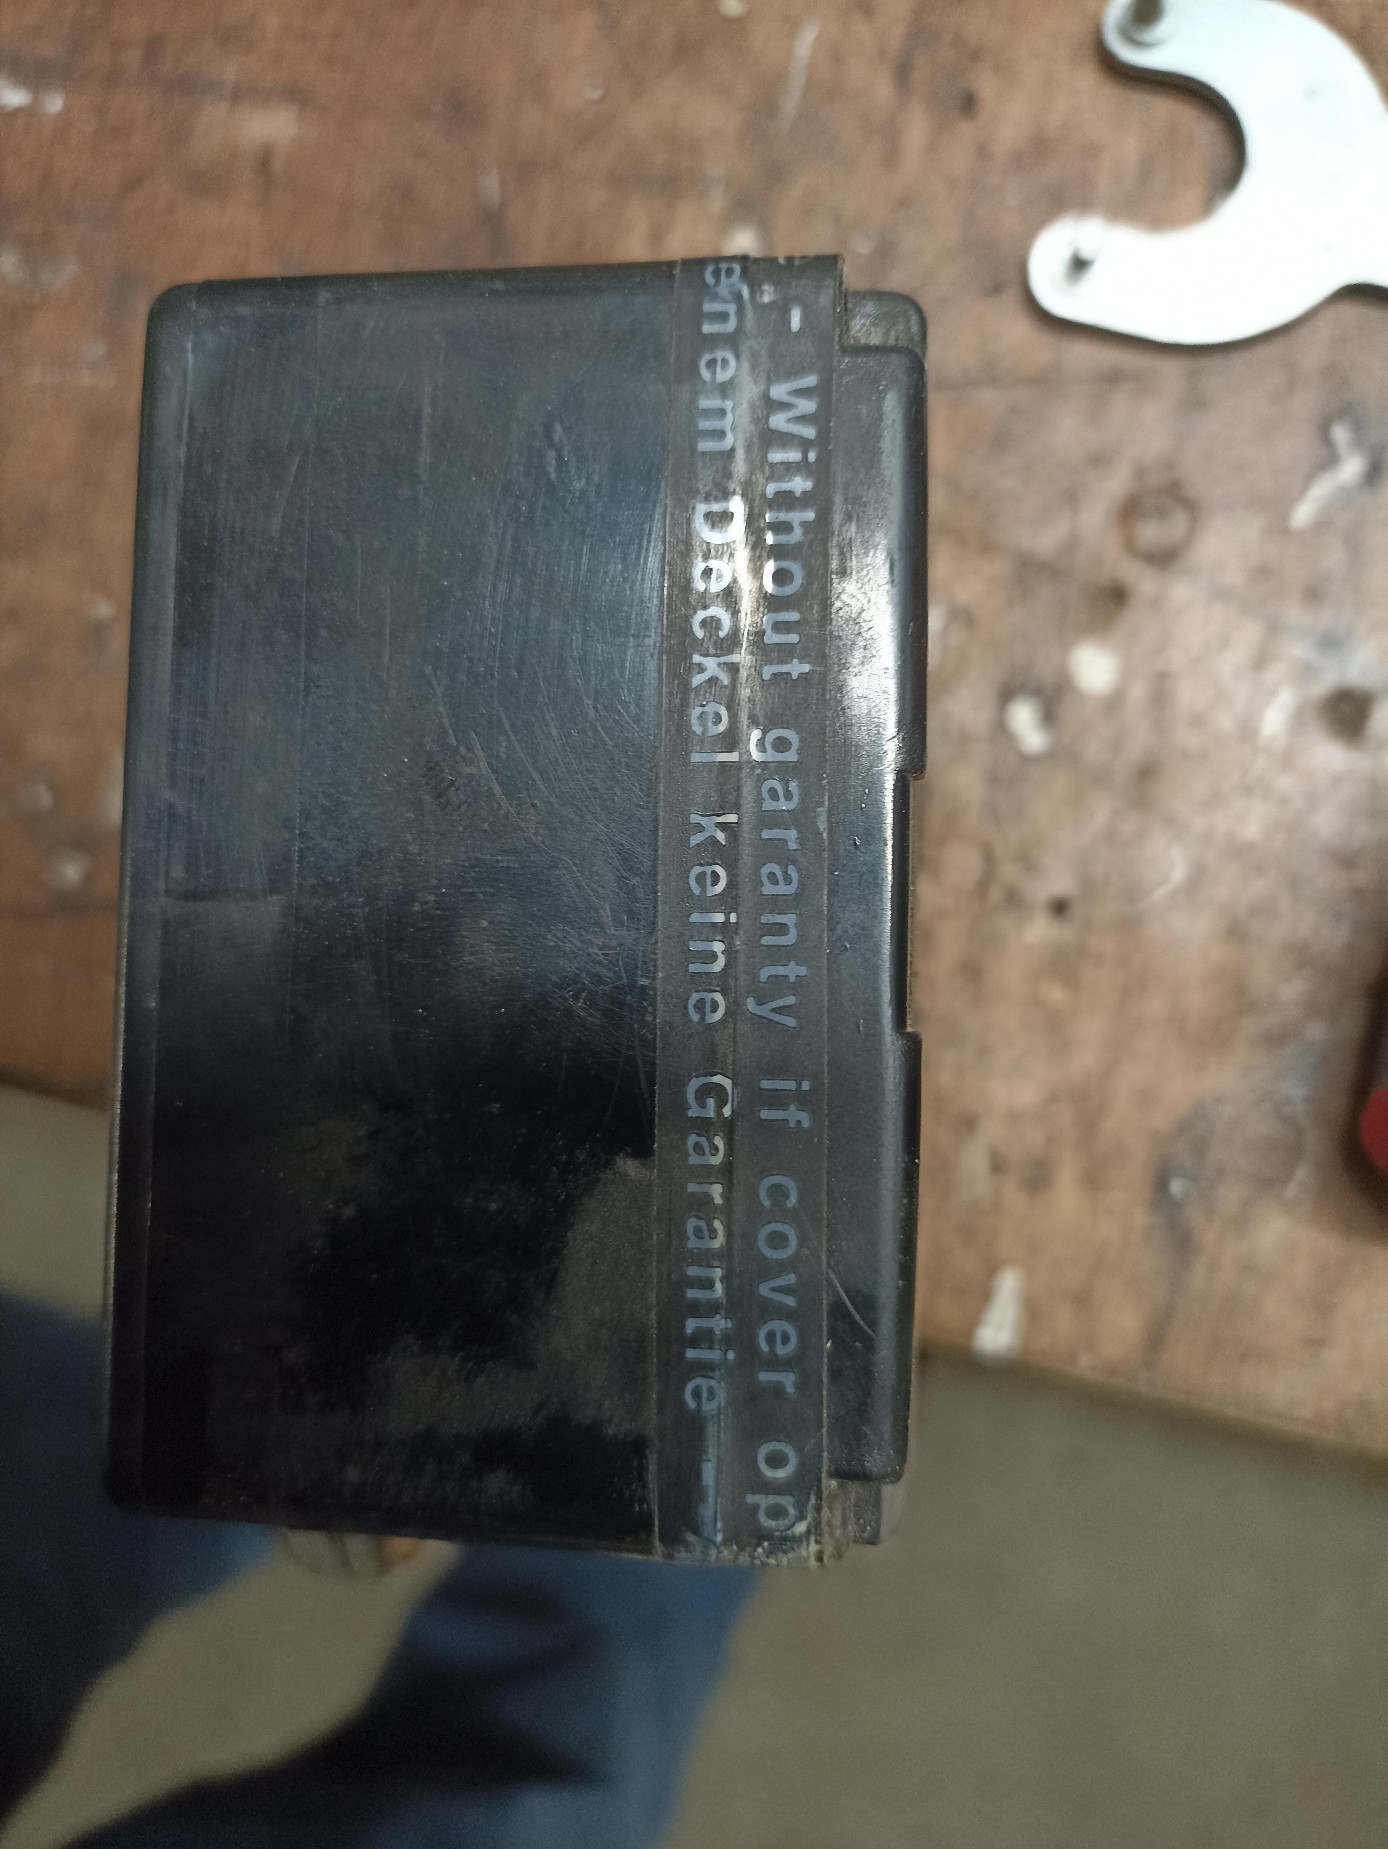 - Without garanty if cover op
enem Deckel keine Garantie -